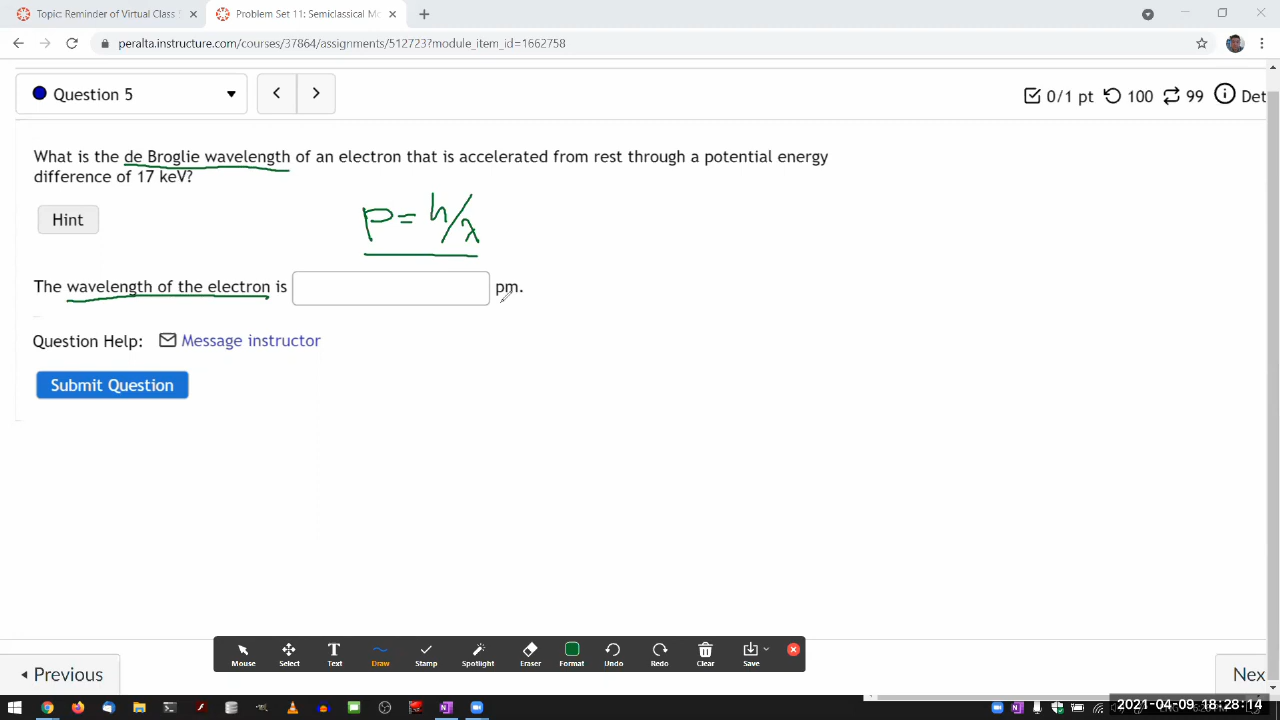 Topic: Reminder of Virtual Class
Problem Set 11: Semiclassical Mo
peralta.instructure.com/courses/37864/assignments/512723?module_item_id=1662758
Question 5
0/1 pt 100 99 Det
What is the de Broglie wavelength of an electron that is accelerated from rest through a potential energy
difference of 17 keV?
Hint
p = h/λ
The wavelength of the electron is pm.
Question Help: Message instructor
Submit Question
Mouse Select Text Draw Stamp Spotlight Eraser Format Undo Redo Clear Save
Previous
Nex
2021-04-09 18:28:14